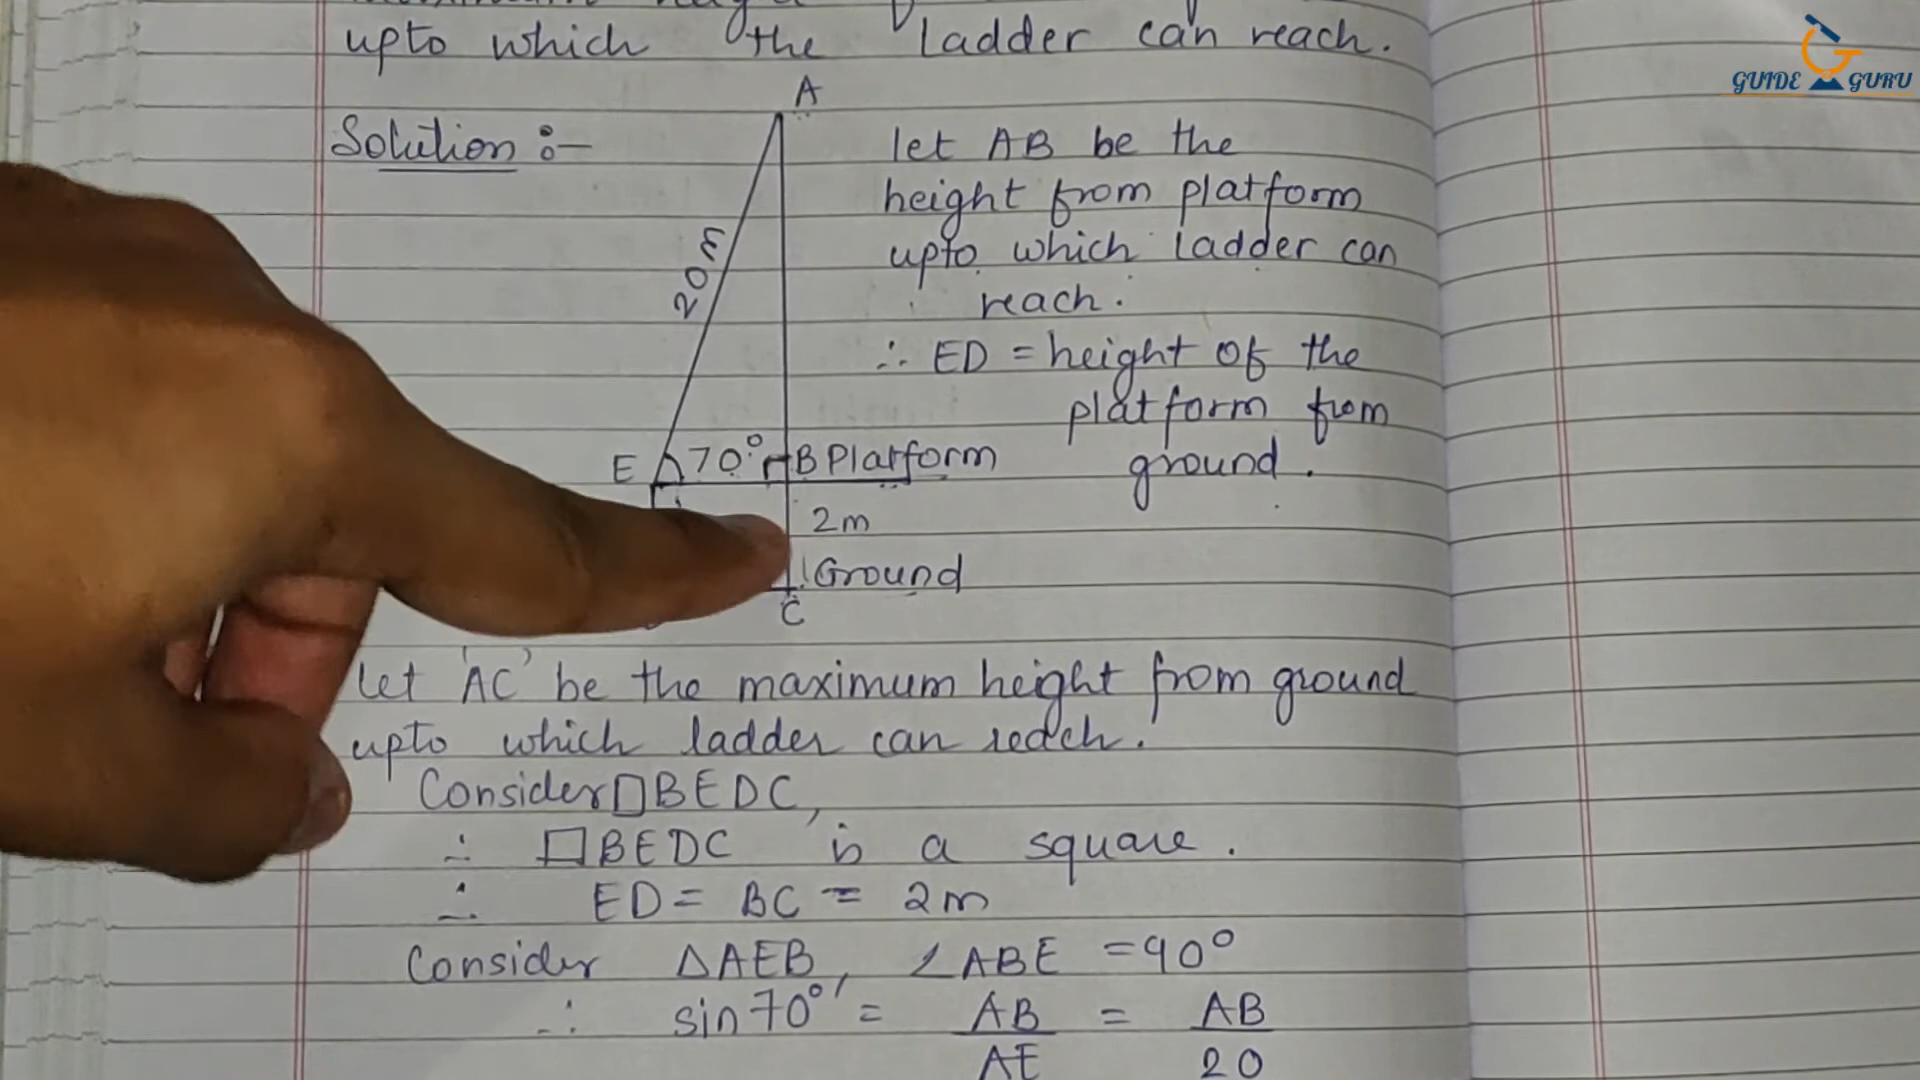 upto which the ladder can reach.
GUIDE GURU
A
Solution :-
let AB be the
height from platform
upto which ladder can
reach.
20m
∴ ED = height of the
platform from
ground.
E 70° B Platform
2m
Ground
C
Let 'AC' be the maximum height from ground
upto which ladder can reach.
Consider □BEDC,
∴ □BEDC is a square.
∴ ED = BC = 2m
Consider △AEB, ∠ABE = 90°
∴ sin70° = AB/AE = AB/20